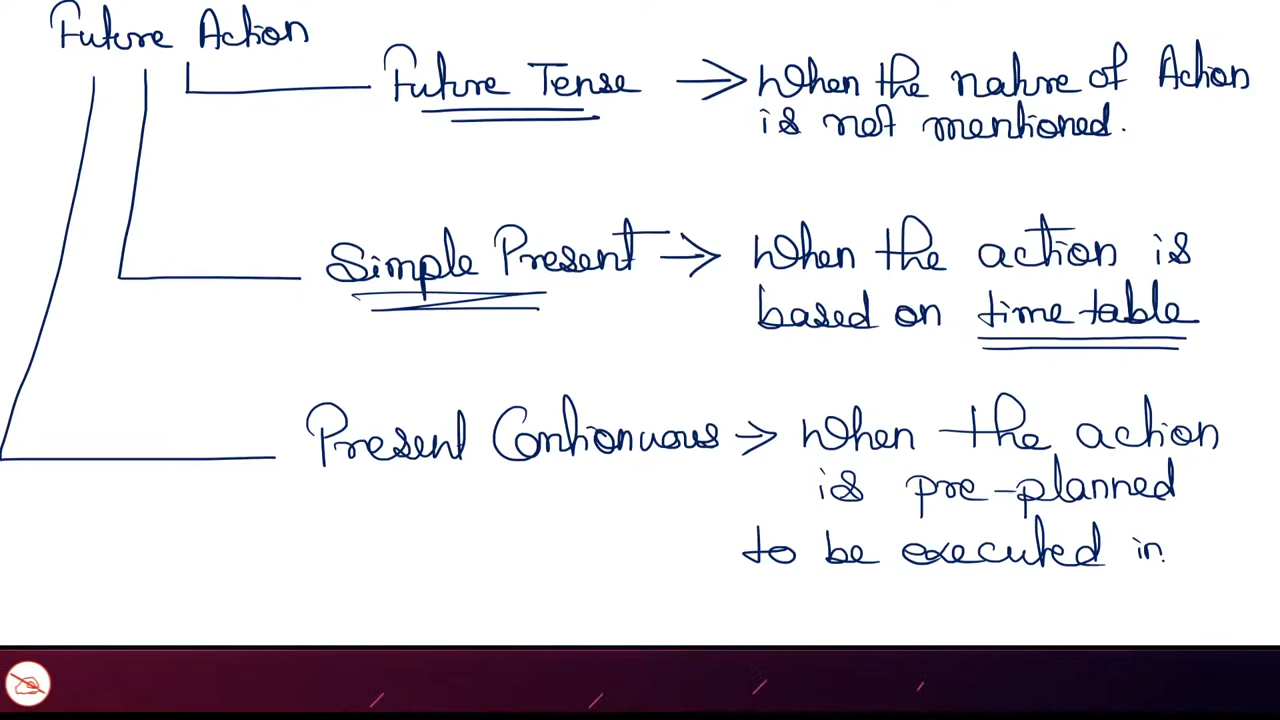 Future Action
Future Tense → When the nature of Action
is not mentioned.
Simple Present → When the action is
based on time table
Present Contionuous → When the action
is pre-planned
to be executed in